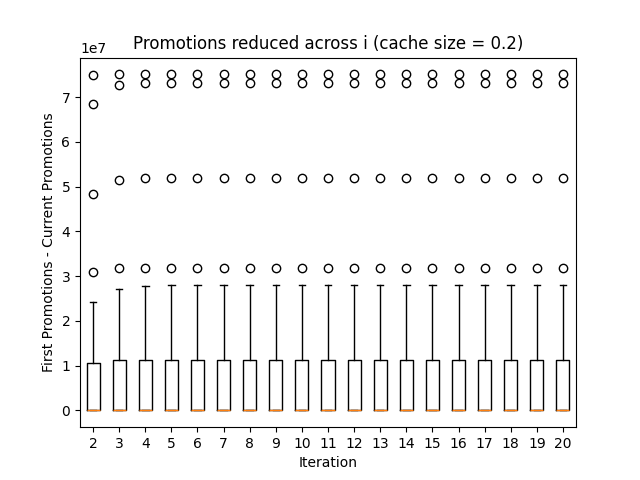 Promotions reduced across i (cache size = 0.2)
1e7
7
6
5
4
3
2
1
0
First Promotions - Current Promotions
2 3 4 5 6 7 8 9 10 11 12 13 14 15 16 17 18 19 20
Iteration